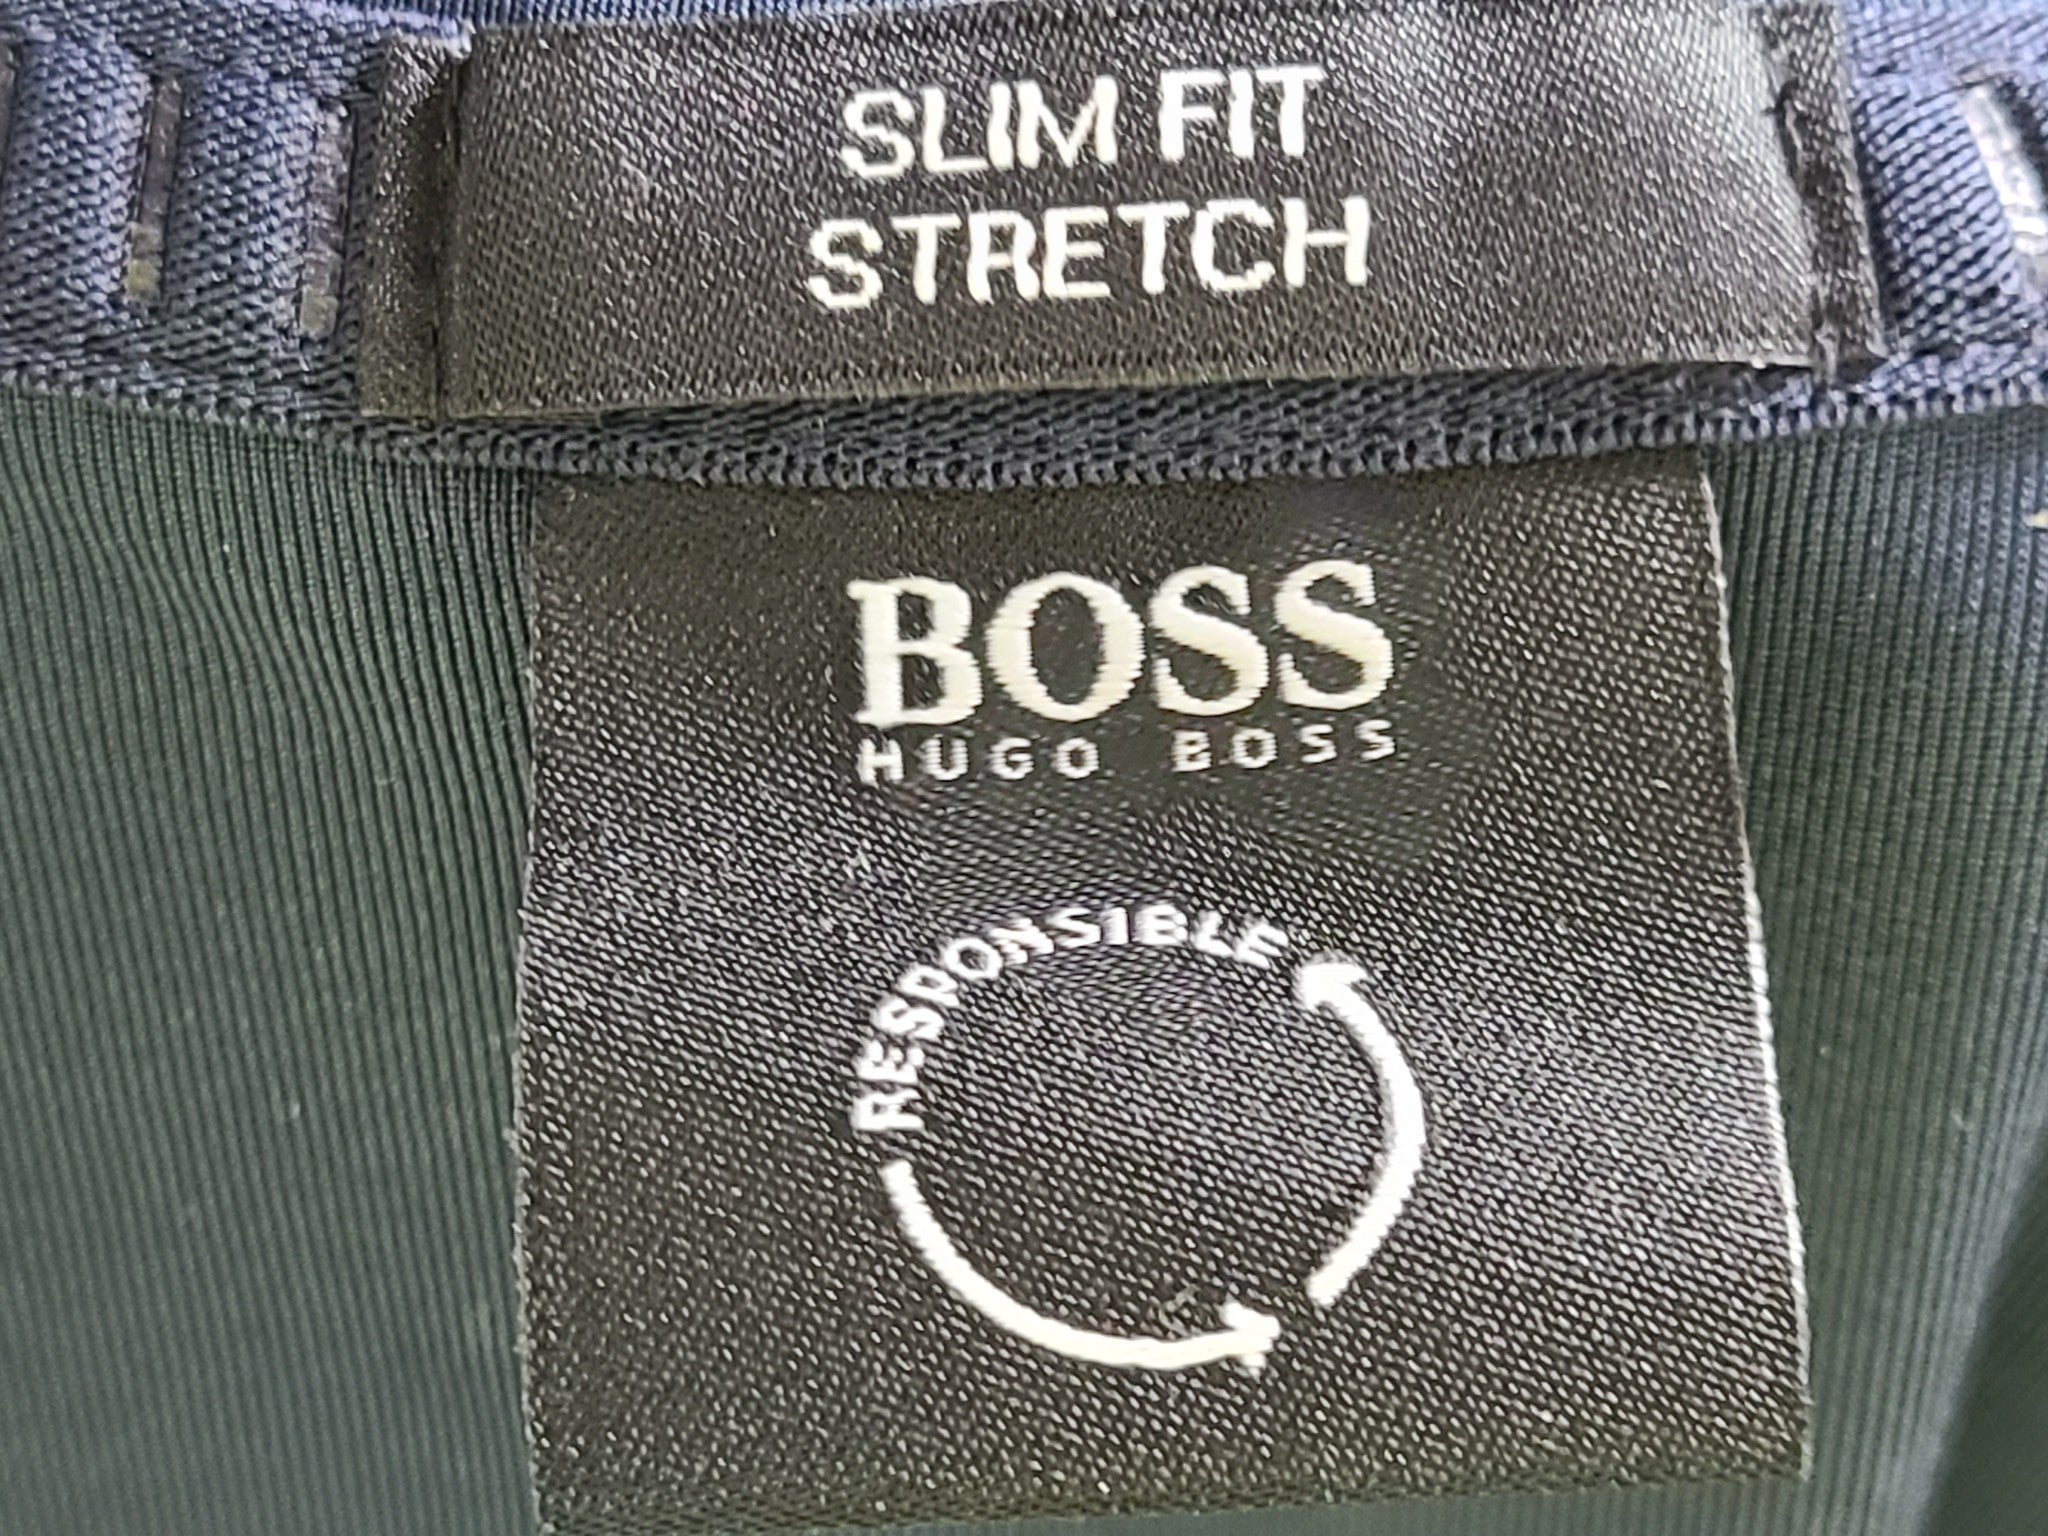 SLIM FIT
STRETCH
BOSS
HUGO BOSS
RESPONSIBLE